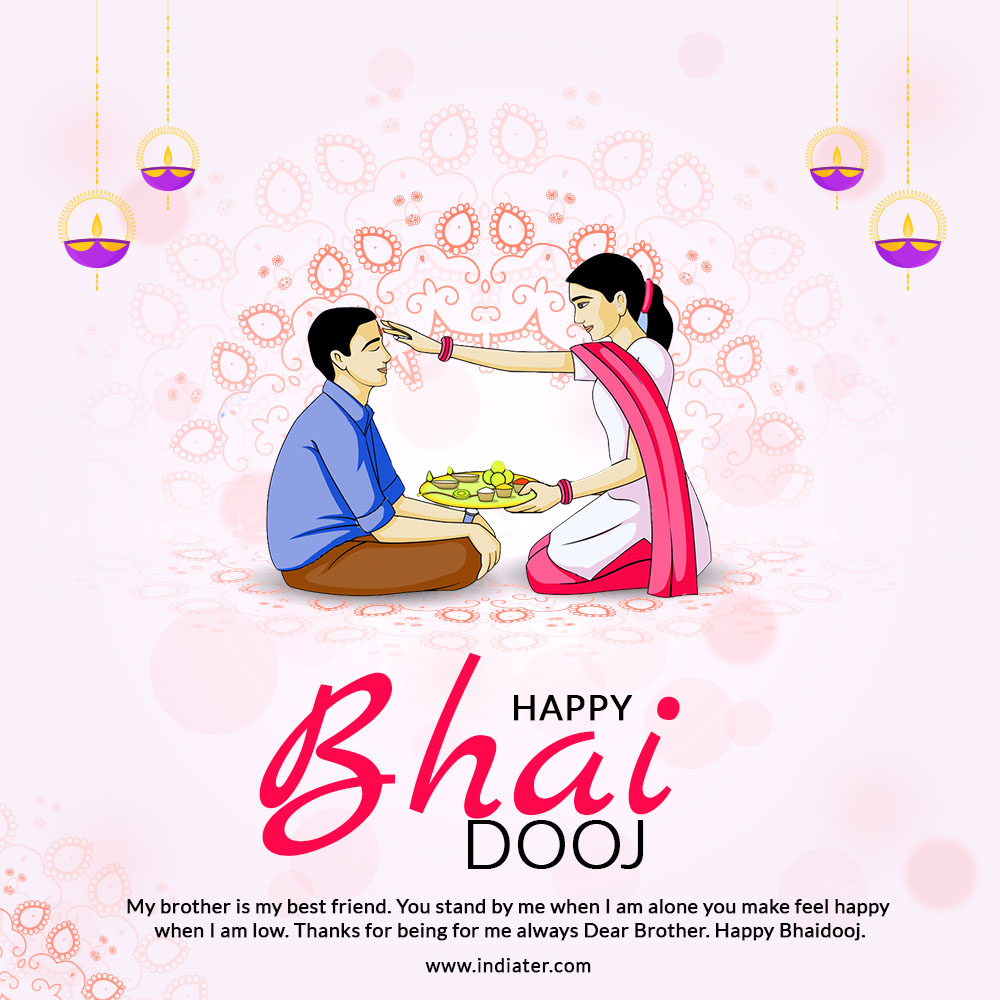 HAPPY
Bhai
DOOJ
My brother is my best friend. You stand by me when I am alone you make feel happy
when I am low. Thanks for being for me always Dear Brother. Happy Bhaidooj.
www.indiater.com